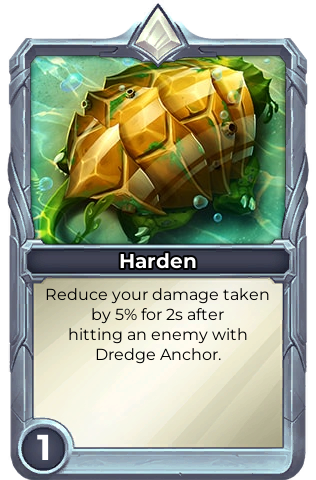 Harden
Reduce your damage taken
by 5% for 2s after
hitting an enemy with
Dredge Anchor.
1